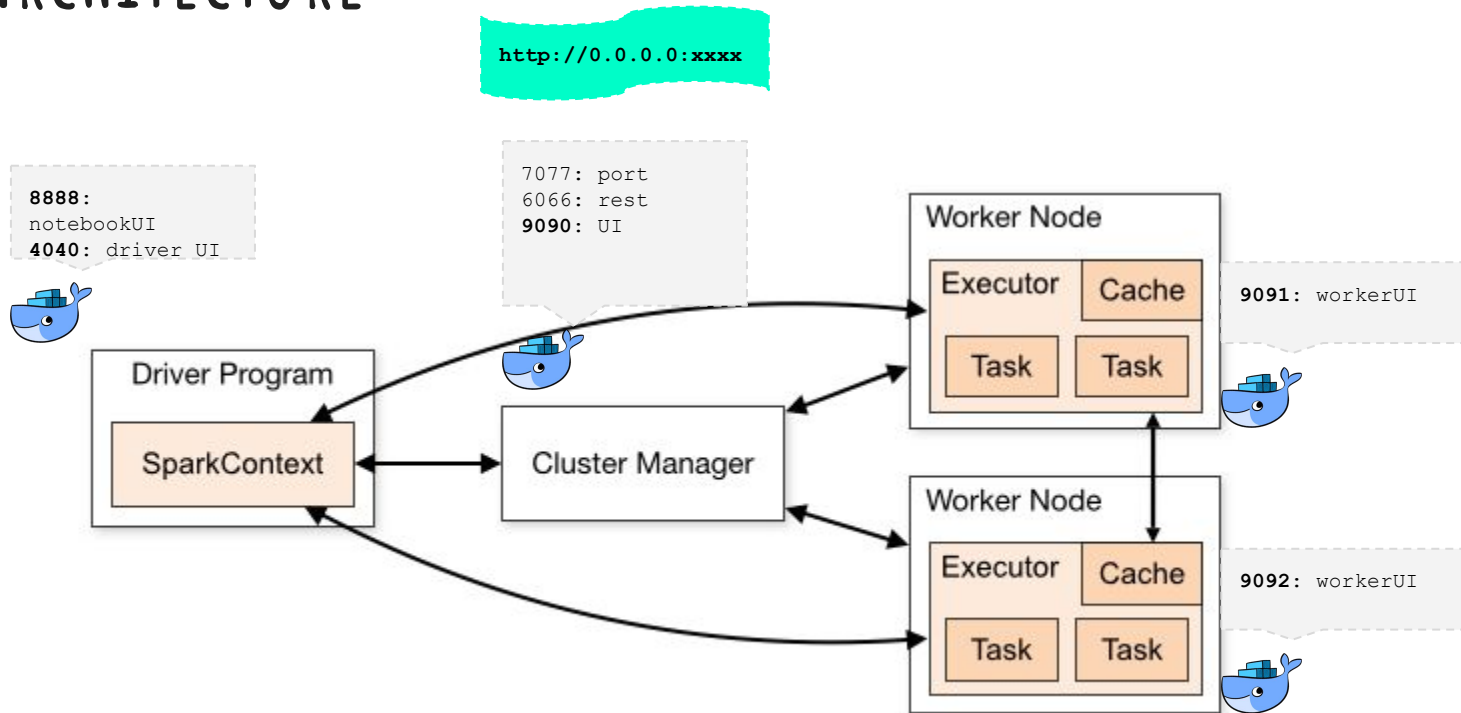 ARCHITECTURE
http://0.0.0.0:xxxx
8888:
notebookUI
4040: driver UI
7077: port
6066: rest
9090: UI
Driver Program
SparkContext
Cluster Manager
Worker Node
Executor
Cache
Task
Task
9091: workerUI
Worker Node
Executor
Cache
Task
Task
9092: workerUI